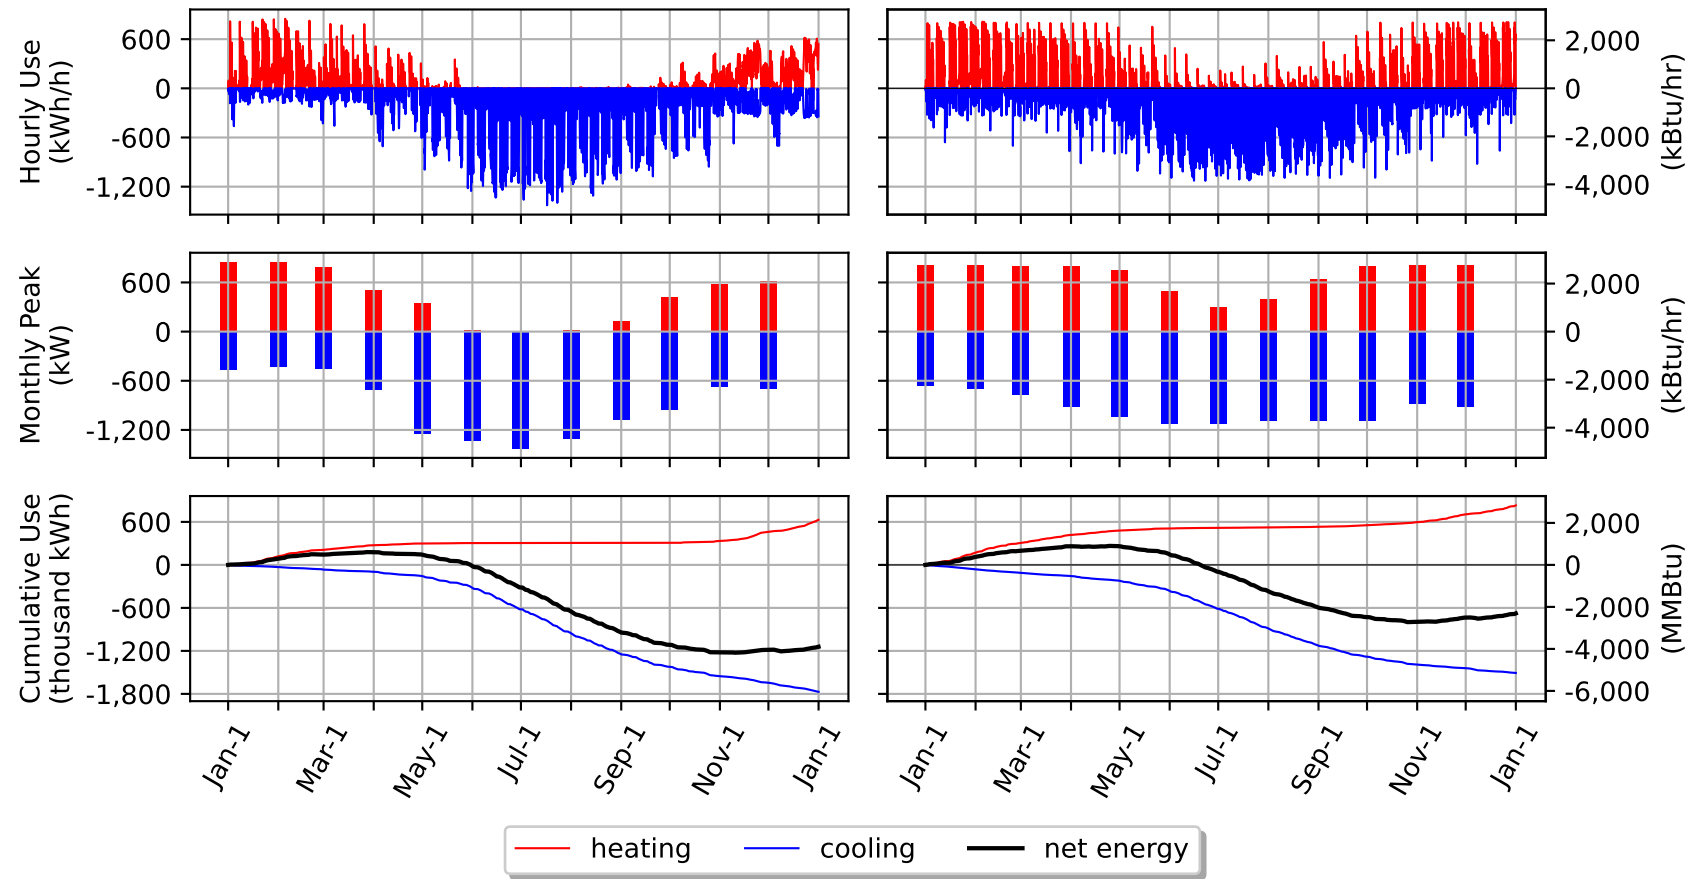 Hourly Use
(kWh/h)
600
0
-600
-1,200
2,000
0
-2,000
-4,000
(kBtu/hr)
Monthly Peak
(kW)
600
0
-600
-1,200
2,000
0
-2,000
-4,000
(kBtu/hr)
Cumulative Use
(thousand kWh)
600
0
-600
-1,200
-1,800
2,000
0
-2,000
-4,000
-6,000
(MMBtu)
Jan-1 Mar-1 May-1 Jul-1 Sep-1 Nov-1 Jan-1
Jan-1 Mar-1 May-1 Jul-1 Sep-1 Nov-1 Jan-1
heating cooling net energy